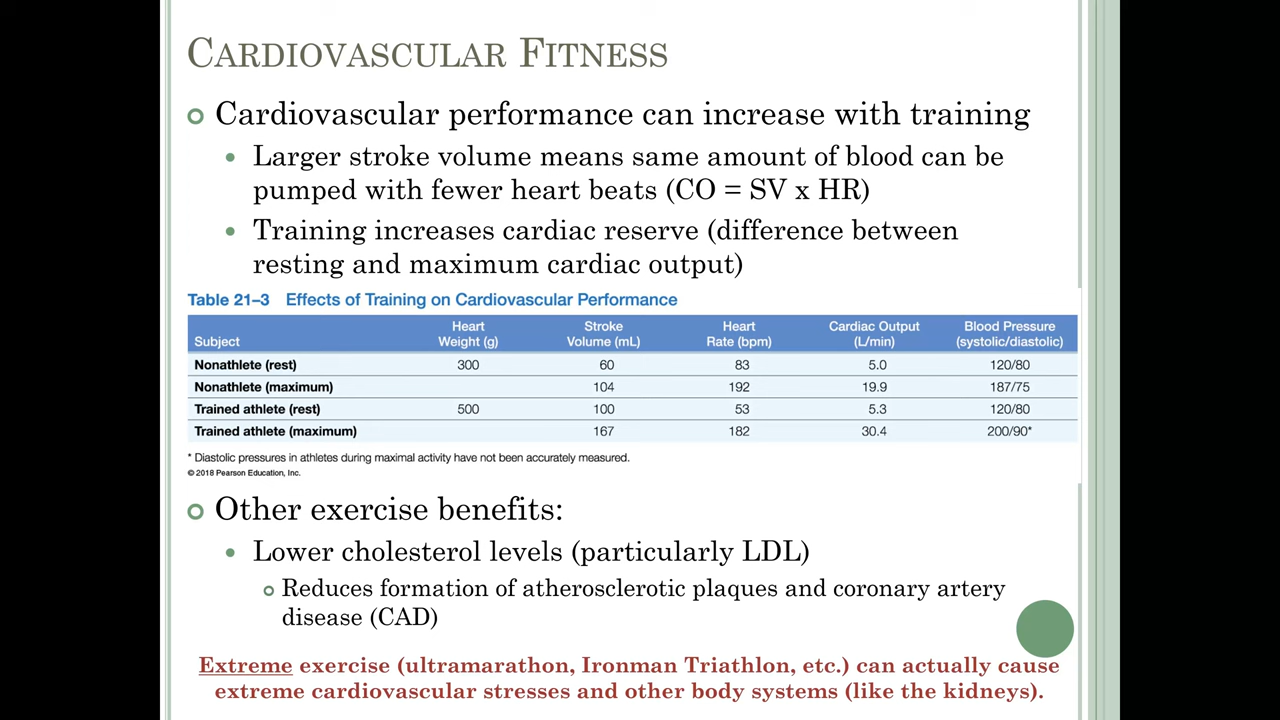 CARDIOVASCULAR FITNESS
Cardiovascular performance can increase with training
Larger stroke volume means same amount of blood can be
pumped with fewer heart beats (CO = SV x HR)
Training increases cardiac reserve (difference between
resting and maximum cardiac output)
Table 21–3 Effects of Training on Cardiovascular Performance
Subject Heart Weight (g) Stroke Volume (mL) Heart Rate (bpm) Cardiac Output (L/min) Blood Pressure (systolic/diastolic)
Nonathlete (rest) 300 60 83 5.0 120/80
Nonathlete (maximum) 104 192 19.9 187/75
Trained athlete (rest) 500 100 53 5.3 120/80
Trained athlete (maximum) 167 182 30.4 200/90*
* Diastolic pressures in athletes during maximal activity have not been accurately measured.
© 2018 Pearson Education, Inc.
Other exercise benefits:
Lower cholesterol levels (particularly LDL)
Reduces formation of atherosclerotic plaques and coronary artery
disease (CAD)
Extreme exercise (ultramarathon, Ironman Triathlon, etc.) can actually cause
extreme cardiovascular stresses and other body systems (like the kidneys).